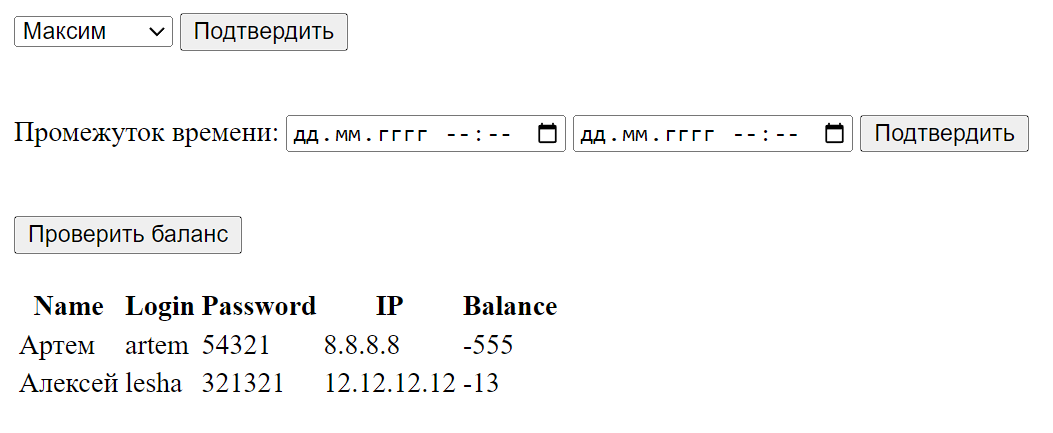 Максим Подтвердить
Промежуток времени: дд.мм.гггг --:-- дд.мм.гггг --:-- Подтвердить
Проверить баланс
Name Login Password IP Balance
Артем artem 54321 8.8.8.8 -555
Алексей lesha 321321 12.12.12.12 -13